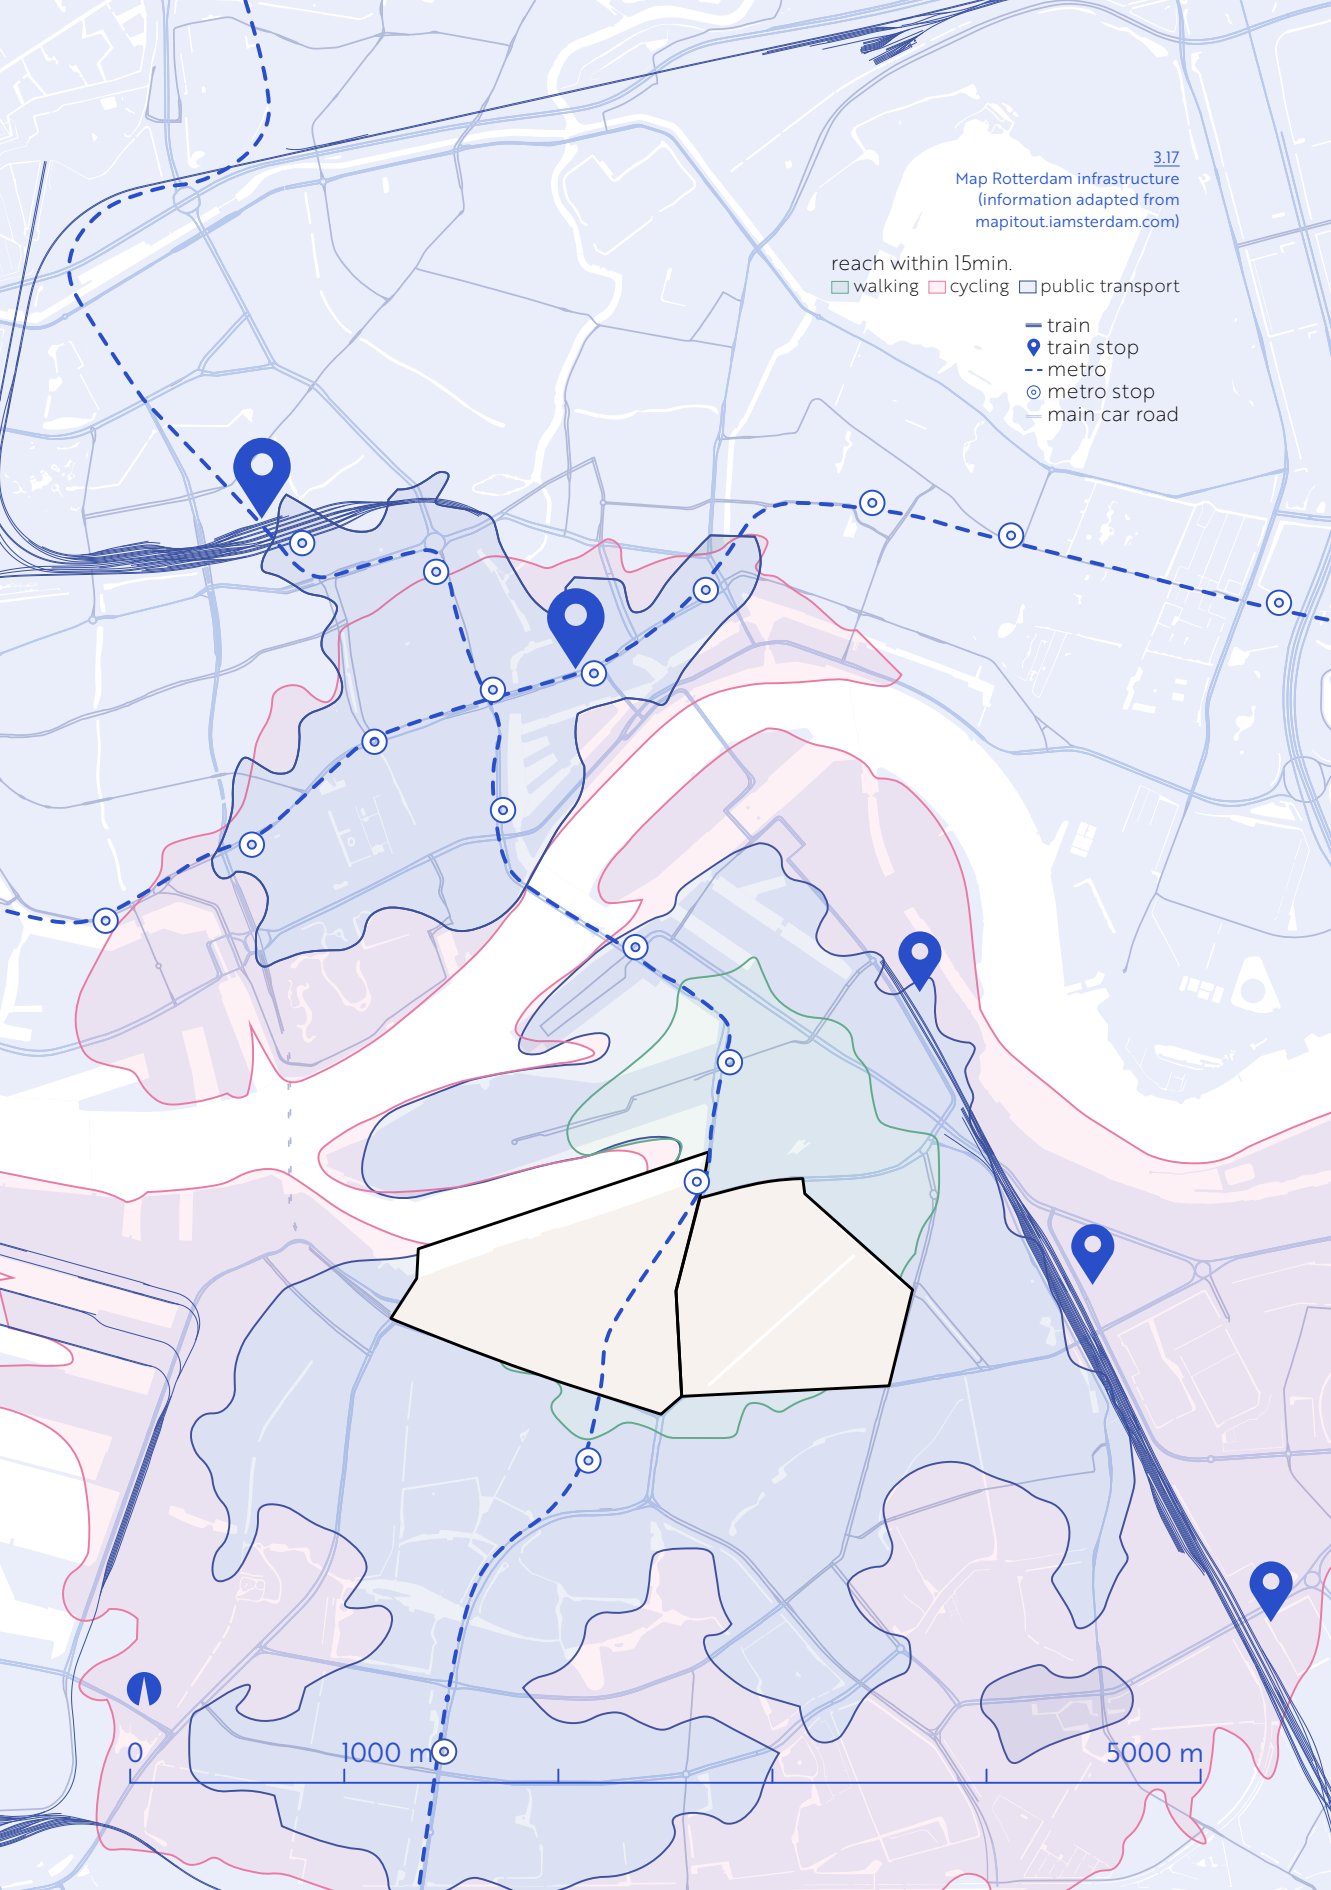 3.17
Map Rotterdam infrastructure
(information adapted from
mapitout.iamsterdam.com)
reach within 15min.
walking cycling public transport
train
train stop
metro
metro stop
main car road
0 1000 m 5000 m